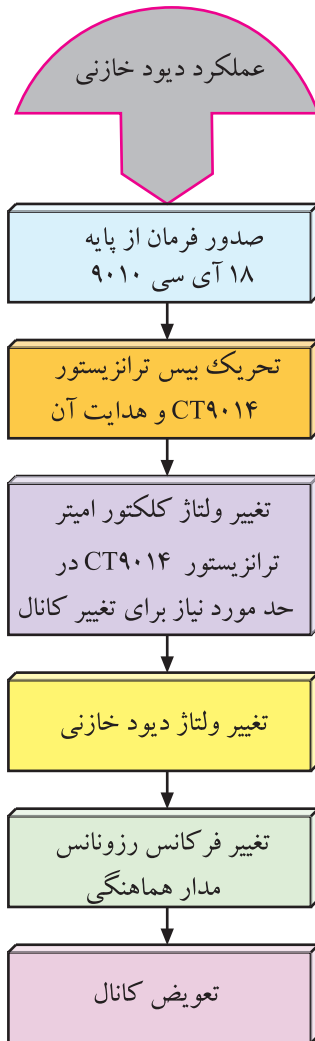 عملکرد دیود خازنی
صدور فرمان از پایه
۱۸ آی سی ۹۰۱۰
تحریک بیس ترانزیستور
CT۹۰۱۴ و هدایت آن
تغییر ولتاژ کلکتور امیتر
ترانزیستور CT۹۰۱۴ در
حد مورد نیاز برای تغییر کانال
تغییر ولتاژ دیود خازنی
تغییر فرکانس رزونانس
مدار هماهنگی
تعویض کانال